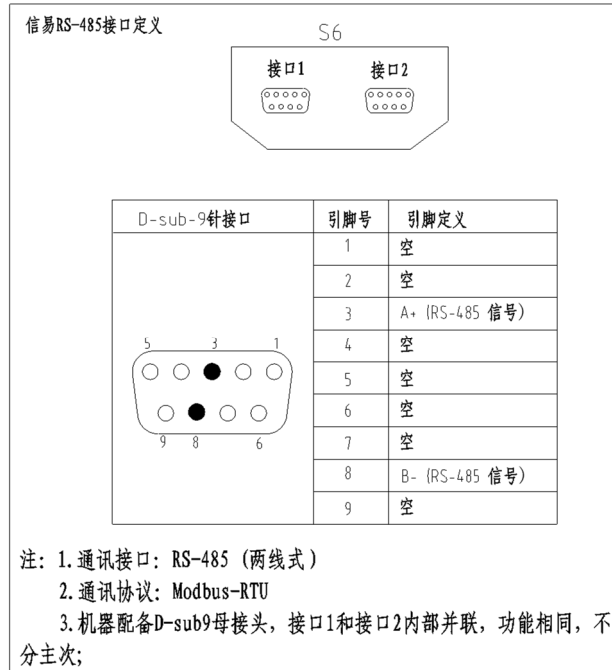 信易RS-485接口定义
S6
接口1 接口2
D-sub-9针接口 引脚号 引脚定义
1 空
2 空
3 A+ (RS-485 信号)
4 空
5 空
6 空
7 空
8 B- (RS-485 信号)
9 空
5 3 1
9 8 6
注: 1.通讯接口: RS-485 (两线式)
2.通讯协议: Modbus-RTU
3.机器配备D-sub9母接头, 接口1和接口2内部并联, 功能相同, 不
分主次;